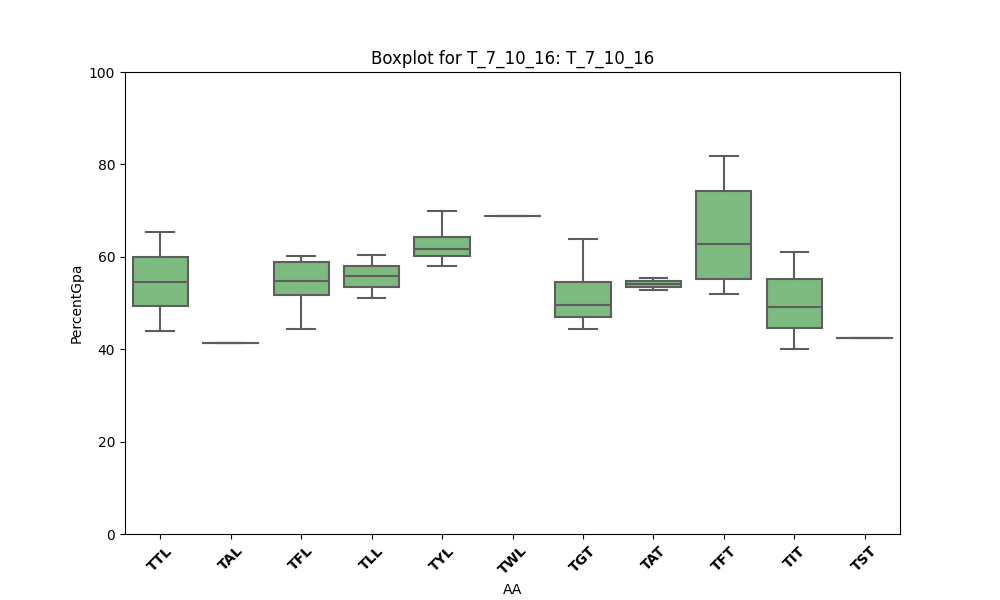 Boxplot for T_7_10_16: T_7_10_16
100
80
60
40
20
0
PercentGpa
TTL
TAL
TFL
TLL
TYL
TWL
TGT
TAT
TFT
TIT
TST
AA